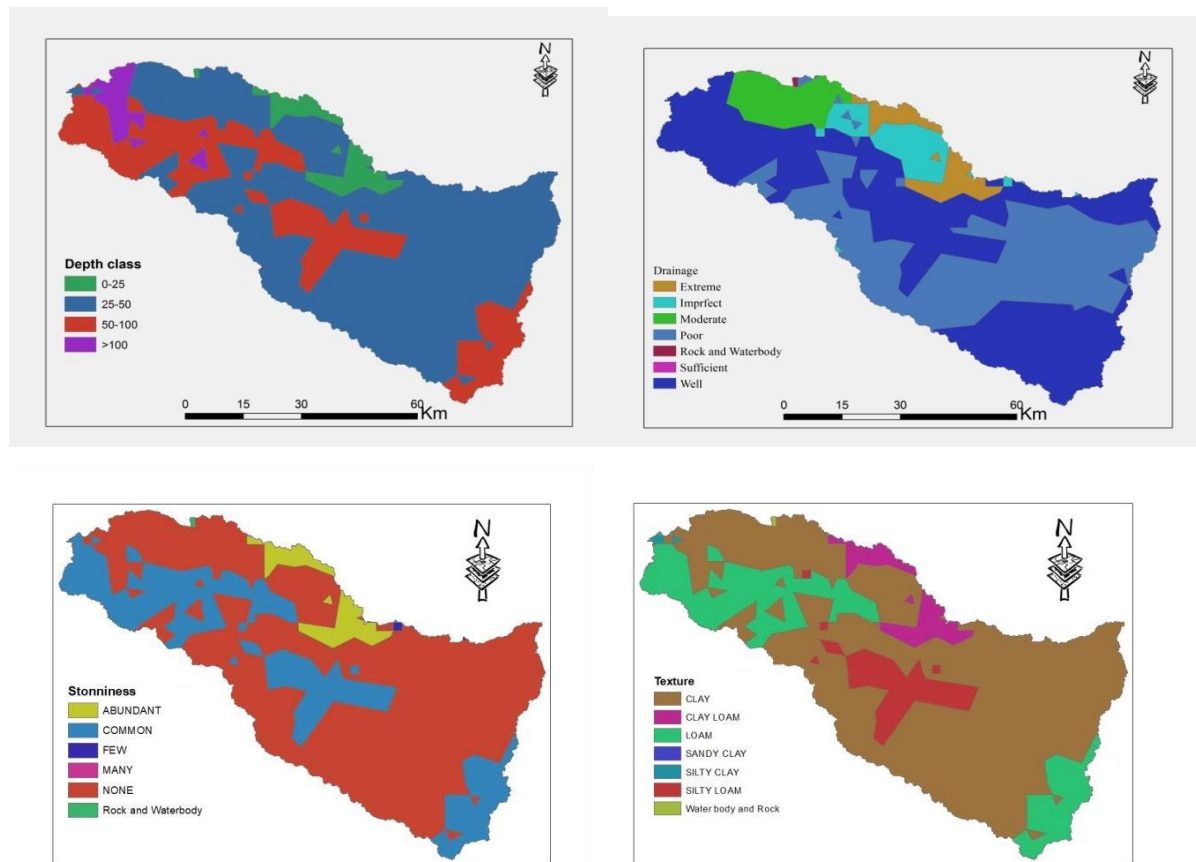 N
Depth class
0-25
25-50
50-100
>100
0 15 30 60
Km
N
Drainage
Extreme
Imprfect
Moderate
Poor
Rock and Waterbody
Sufficient
Well
0 15 30 60
Km
N
Stonniness
ABUNDANT
COMMON
FEW
MANY
NONE
Rock and Waterbody
N
Texture
CLAY
CLAY LOAM
LOAM
SANDY CLAY
SILTY CLAY
SILTY LOAM
Water body and Rock